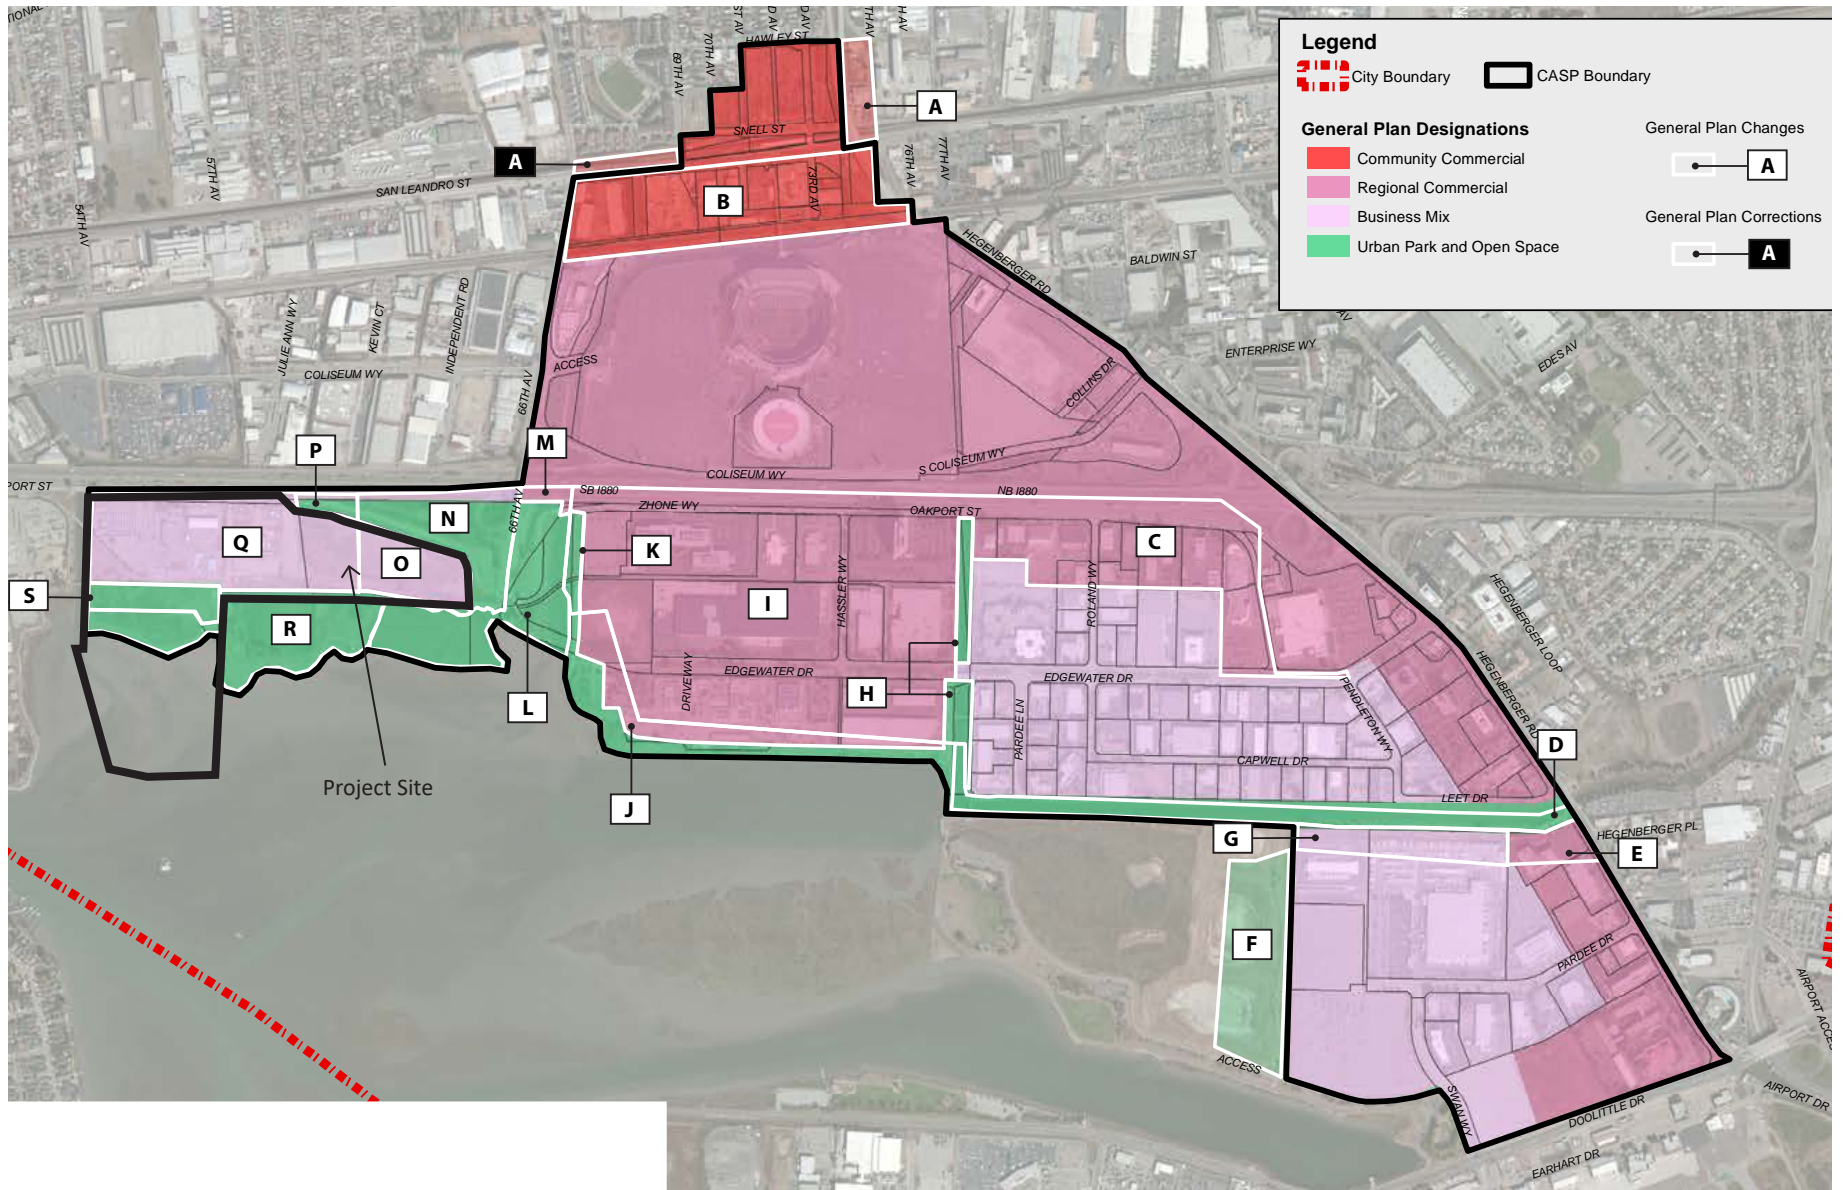 Legend
City Boundary
CASP Boundary
General Plan Designations
Community Commercial
Regional Commercial
Business Mix
Urban Park and Open Space
General Plan Changes
A
General Plan Corrections
A
HAWLEY ST
69TH AV
70TH AV
SNELL ST
A
A
B
73RD AV
76TH AV
77TH AV
SAN LEANDRO ST
54TH AV
57TH AV
HEGENBERGER RD
BALDWIN ST
ENTERPRISE WY
EDES AV
JULIE ANN WY
KEVIN CT
INDEPENDENT RD
COLISEUM WY
66TH AV
ACCESS
COLLINS DR
S COLISEUM WY
COLISEUM WY
PORT ST
P
M
SB I880
NB I880
ZHONE WY
OAKPORT ST
66TH AV
N
Q
O
K
C
S
R
L
I
HASSLER WY
ROLAND WY
EDGEWATER DR
EDGEWATER DR
DRIVEWAY
H
J
PARDEE LN
PENDLETON WY
CAPWELL DR
LEET DR
HEGENBERGER LOOP
HEGENBERGER RD
D
HEGENBERGER PL
G
E
F
PARDEE DR
Project Site
ACCESS
SWAN WY
DOOLITTLE DR
EARHART DR
AIRPORT DR